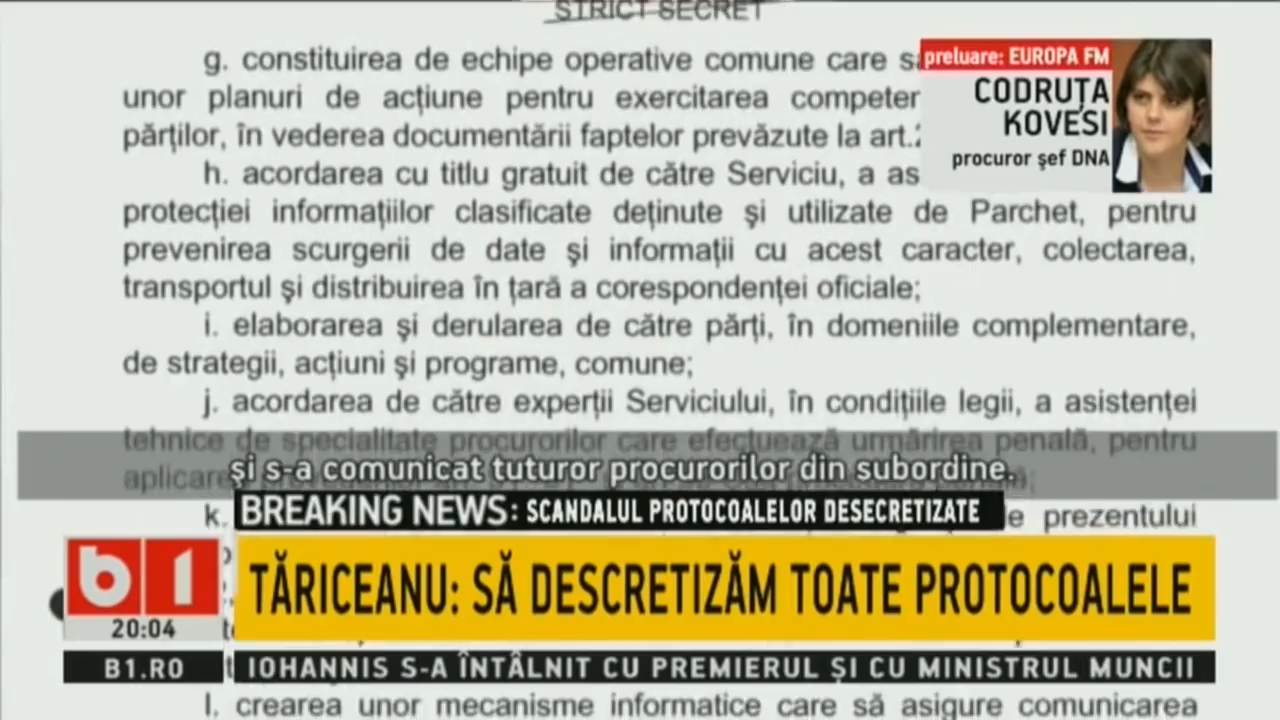 STRICT SECRET
g. constituirea de echipe operative comune care
unor planuri de acțiune pentru exercitarea
părților, în vederea documentării faptelor prevăzute la
h. acordarea cu titlu gratuit de către Serviciu, a
protecției informațiilor clasificate deținute și utilizate de Parchet, pentru
prevenirea scurgerii de date și informații cu acest caracter, colectarea,
transportul și distribuirea în țară a corespondenței oficiale;
i. elaborarea și derularea de către părți, în domeniile complementare,
de strategii, acțiuni și programe, comune;
j. acordarea de către experții Serviciului, în condițiile legii, a asistenței
tehnice de specialitate procurorilor care efectuează urmărirea penală, pentru
k.
prezentului
l. crearea unor mecanisme informatice care să asigure comunicarea
preluare: EUROPA FM
CODRUȚA
KOVESI
procuror șef DNA
și s-a comunicat tuturor procurorilor din subordine.
BREAKING NEWS: SCANDALUL PROTOCOALELOR DESECRETIZATE
b1
TĂRICEANU: SĂ DESCRETIZĂM TOATE PROTOCOALELE
20:04
B1.RO
IOHANNIS S-A ÎNTÂLNIT CU PREMIERUL ȘI CU MINISTRUL MUNCII